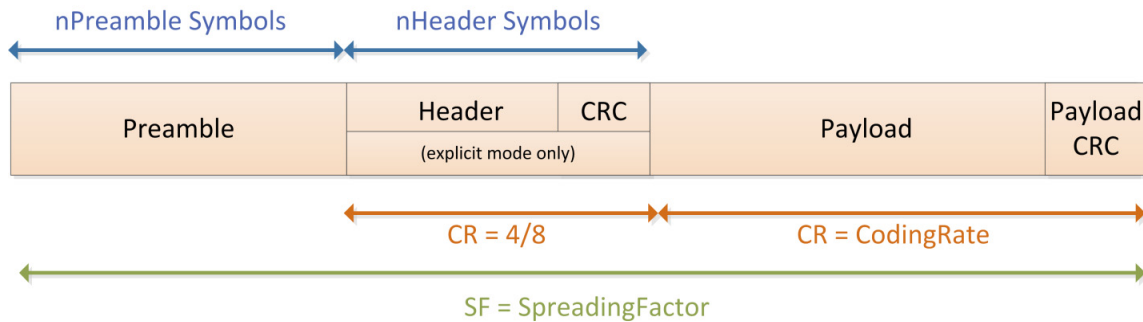 nPreamble Symbols
nHeader Symbols
Preamble
Header
CRC
(explicit mode only)
Payload
Payload
CRC
CR = 4/8
CR = CodingRate
SF = SpreadingFactor